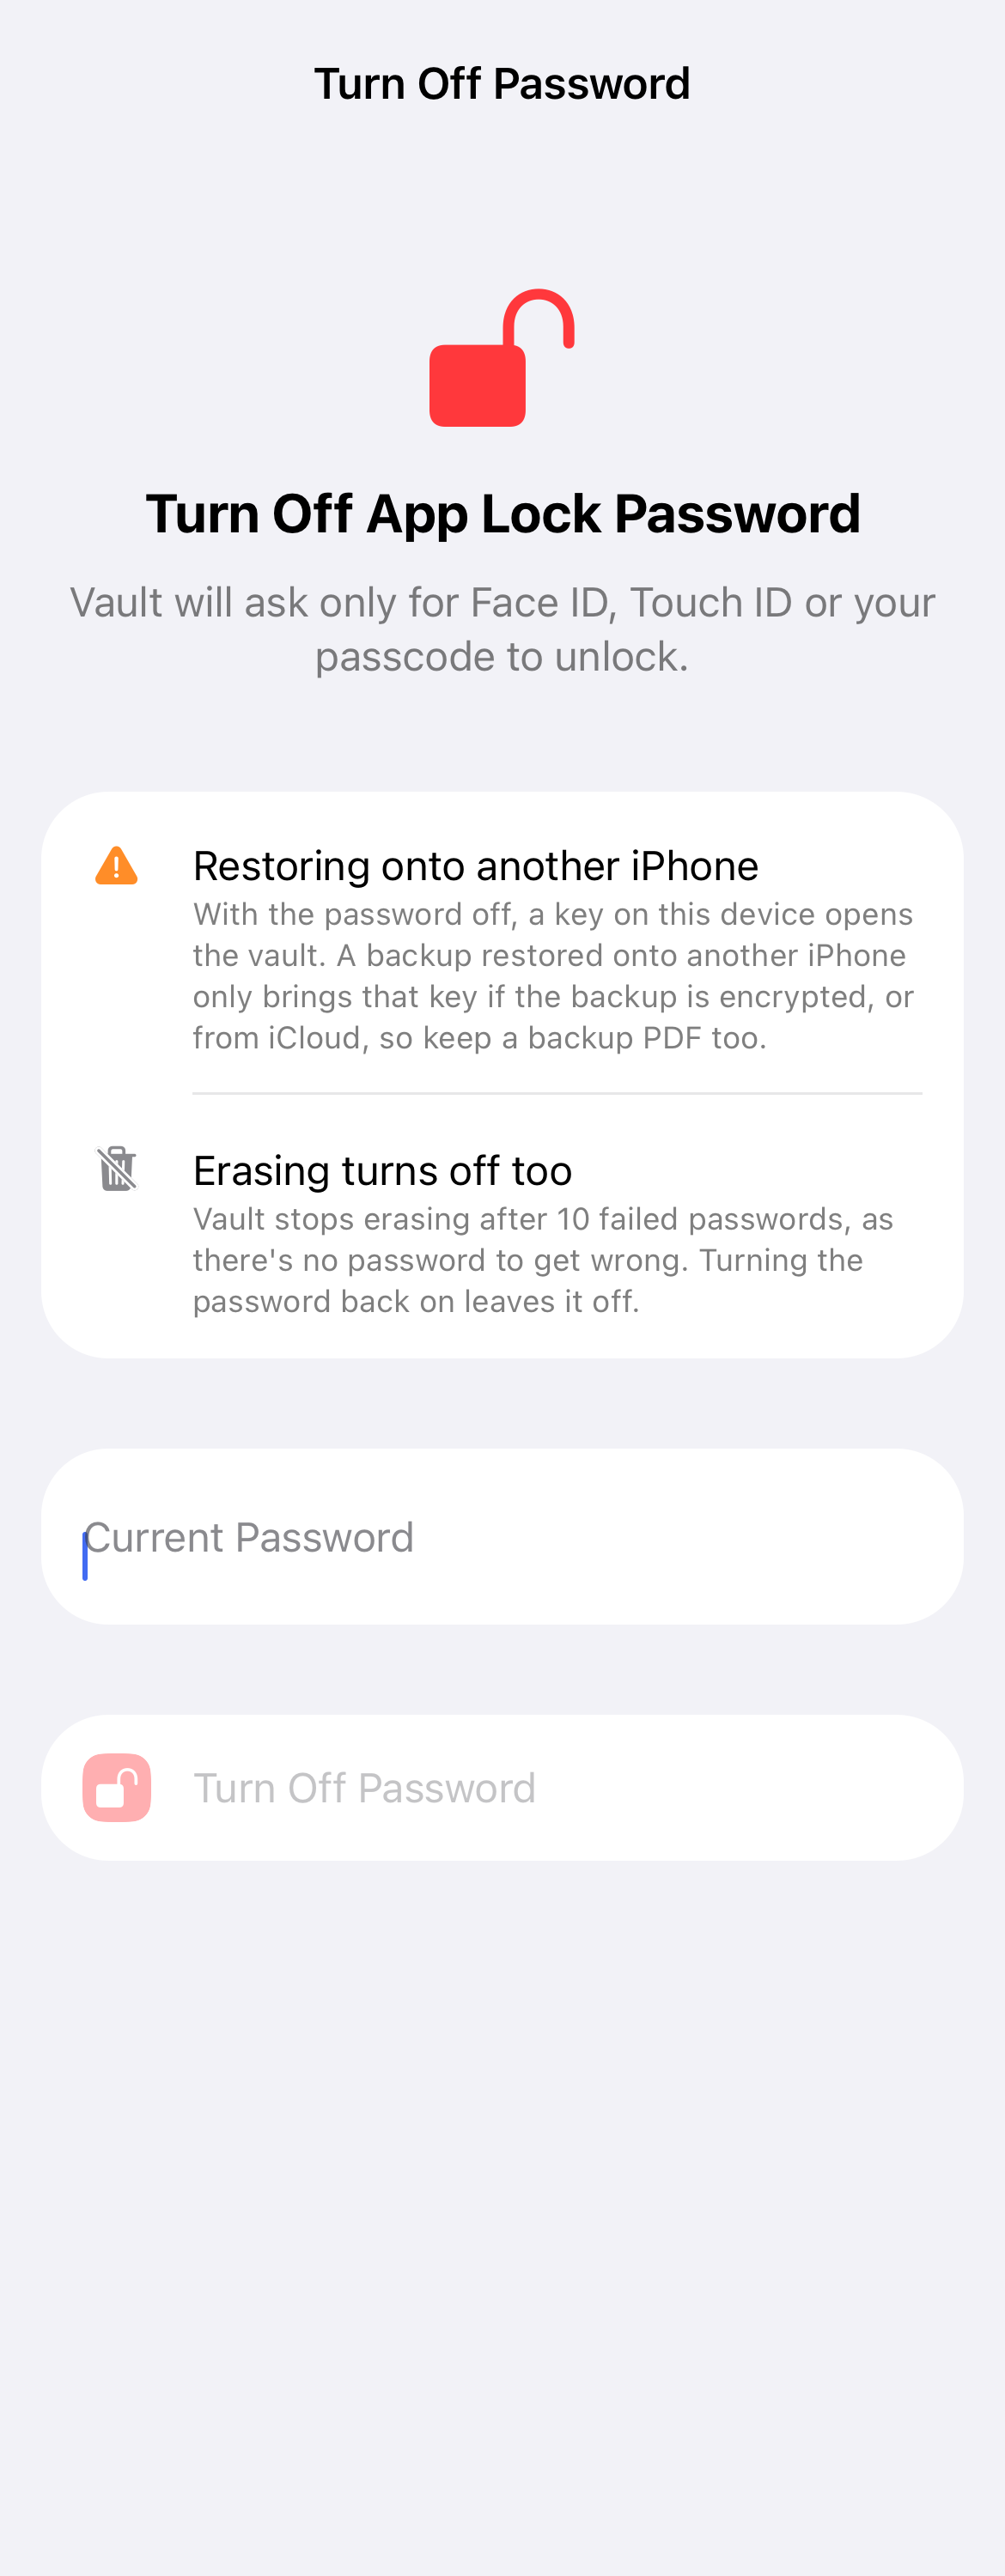 Turn Off Password
Turn Off App Lock Password
Vault will ask only for Face ID, Touch ID or your
passcode to unlock.
Restoring onto another iPhone
With the password off, a key on this device opens
the vault. A backup restored onto another iPhone
only brings that key if the backup is encrypted, or
from iCloud, so keep a backup PDF too.
Erasing turns off too
Vault stops erasing after 10 failed passwords, as
there's no password to get wrong. Turning the
password back on leaves it off.
Current Password
Turn Off Password